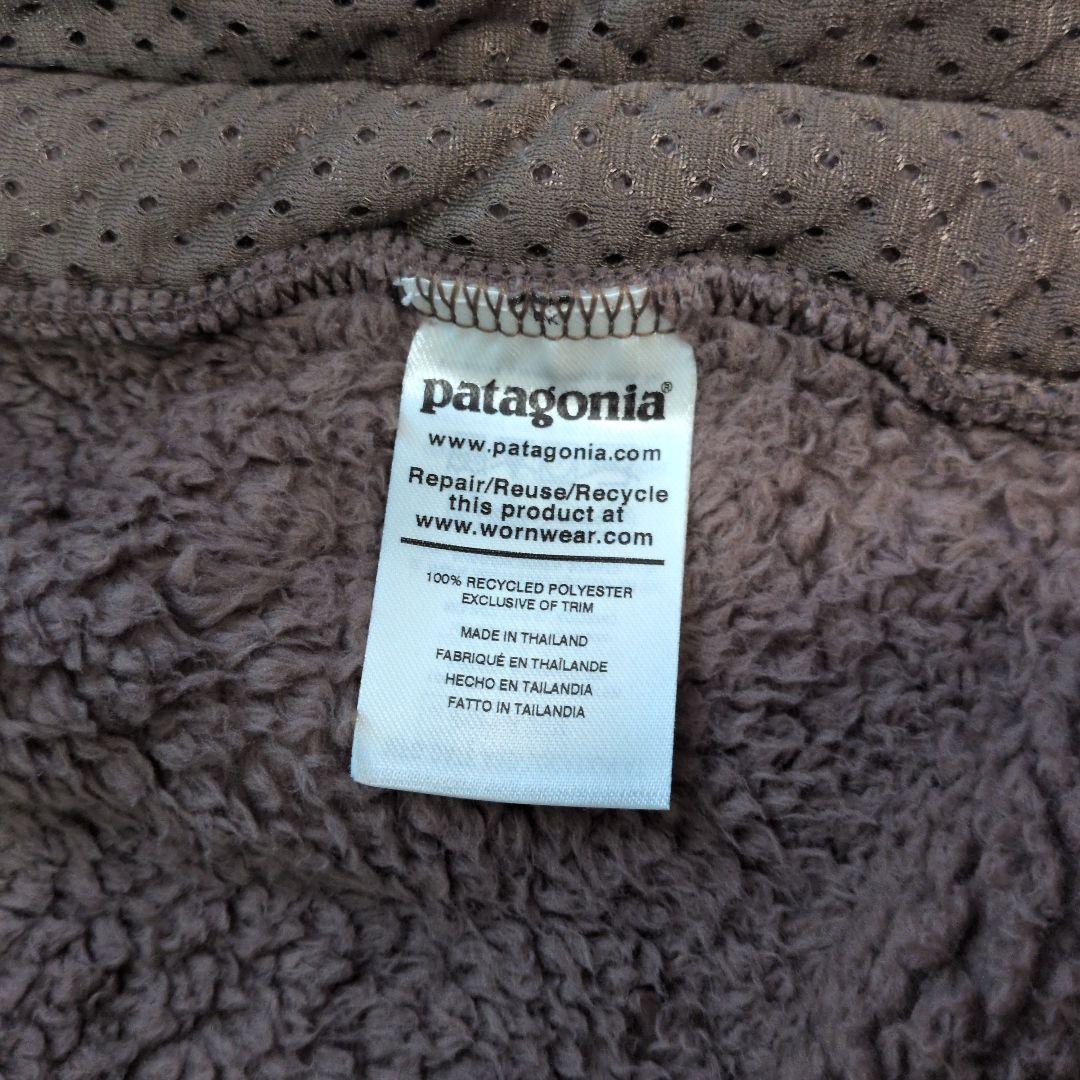 patagonia®
www.patagonia.com
Repair/Reuse/Recycle
this product at
www.wornwear.com
100% RECYCLED POLYESTER
EXCLUSIVE OF TRIM
MADE IN THAILAND
FABRIQUÉ EN THAÏLANDE
HECHO EN TAILANDIA
FATTO IN TAILANDIA